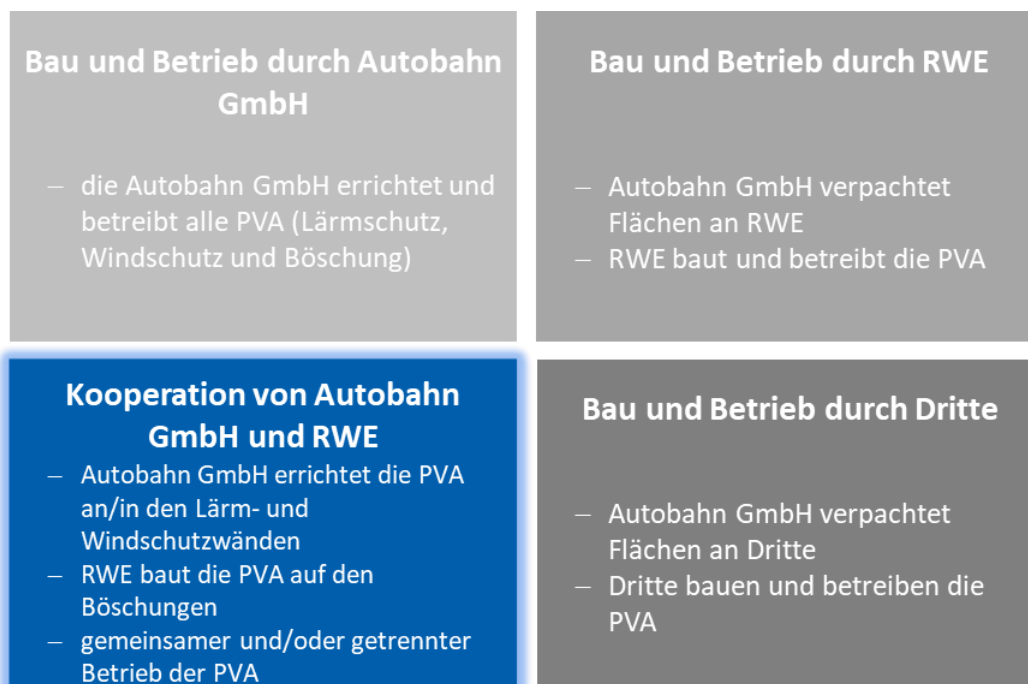 Bau und Betrieb durch Autobahn
GmbH
– die Autobahn GmbH errichtet und
betreibt alle PVA (Lärmschutz,
Windschutz und Böschung)
Bau und Betrieb durch RWE
– Autobahn GmbH verpachtet
Flächen an RWE
– RWE baut und betreibt die PVA
Kooperation von Autobahn
GmbH und RWE
– Autobahn GmbH errichtet die PVA
an/in den Lärm- und
Windschutzwänden
– RWE baut die PVA auf den
Böschungen
– gemeinsamer und/oder getrennter
Betrieb der PVA
Bau und Betrieb durch Dritte
– Autobahn GmbH verpachtet
Flächen an Dritte
– Dritte bauen und betreiben die
PVA